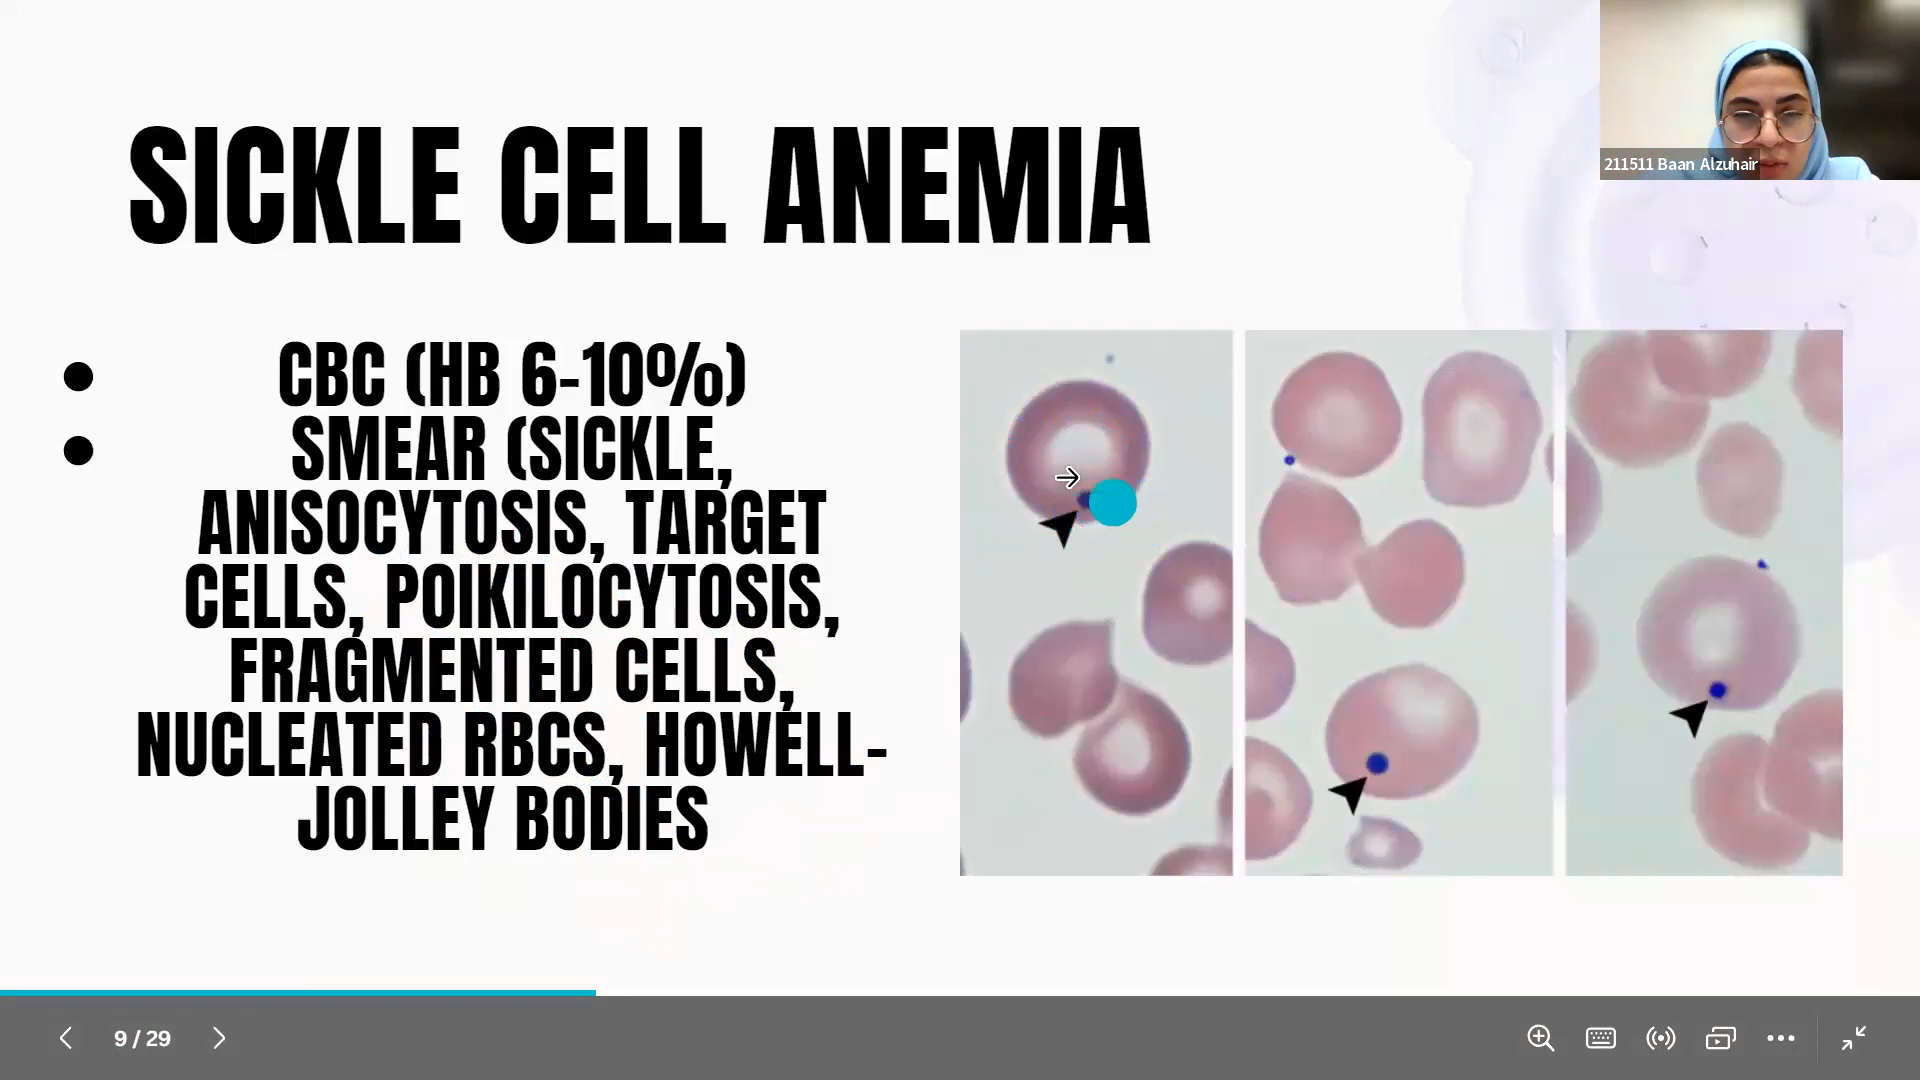 211511 Baan Alzuhair
SICKLE CELL ANEMIA
• CBC (HB 6-10%)
• SMEAR (SICKLE,
ANISOCYTOSIS, TARGET
CELLS, POIKILOCYTOSIS,
FRAGMENTED CELLS,
NUCLEATED RBCS, HOWELL-
JOLLEY BODIES
9 / 29